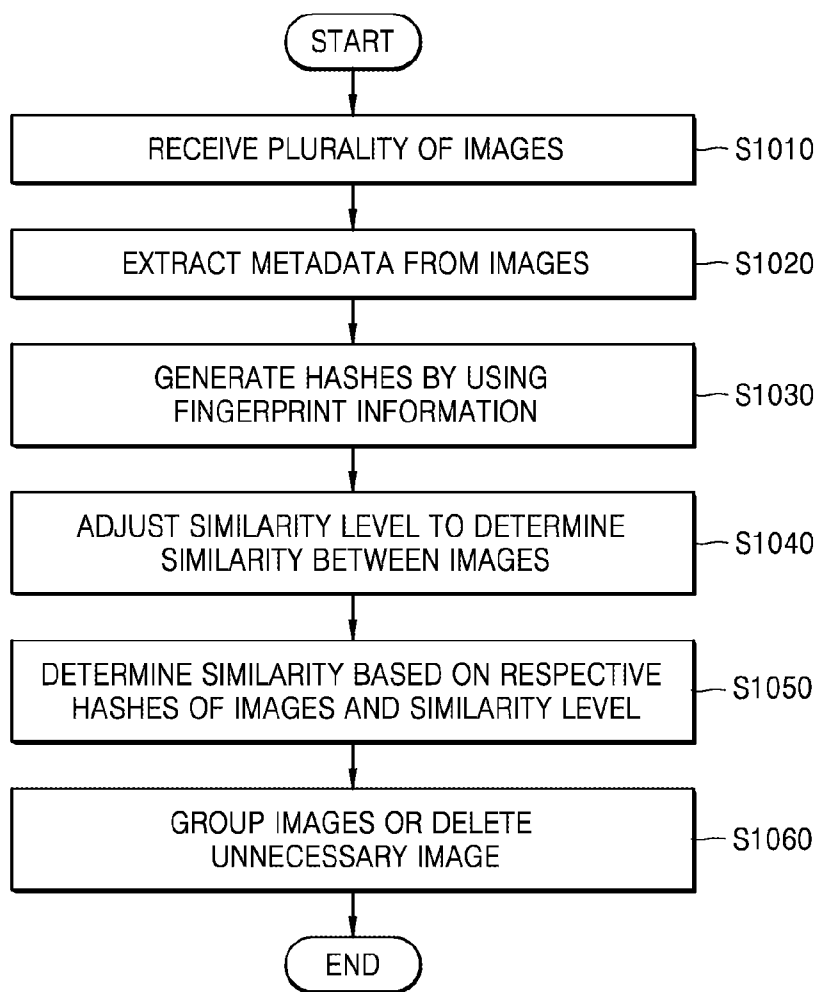 START
RECEIVE PLURALITY OF IMAGES
S1010
EXTRACT METADATA FROM IMAGES
S1020
GENERATE HASHES BY USING
FINGERPRINT INFORMATION
S1030
ADJUST SIMILARITY LEVEL TO DETERMINE
SIMILARITY BETWEEN IMAGES
S1040
DETERMINE SIMILARITY BASED ON RESPECTIVE
HASHES OF IMAGES AND SIMILARITY LEVEL
S1050
GROUP IMAGES OR DELETE
UNNECESSARY IMAGE
S1060
END